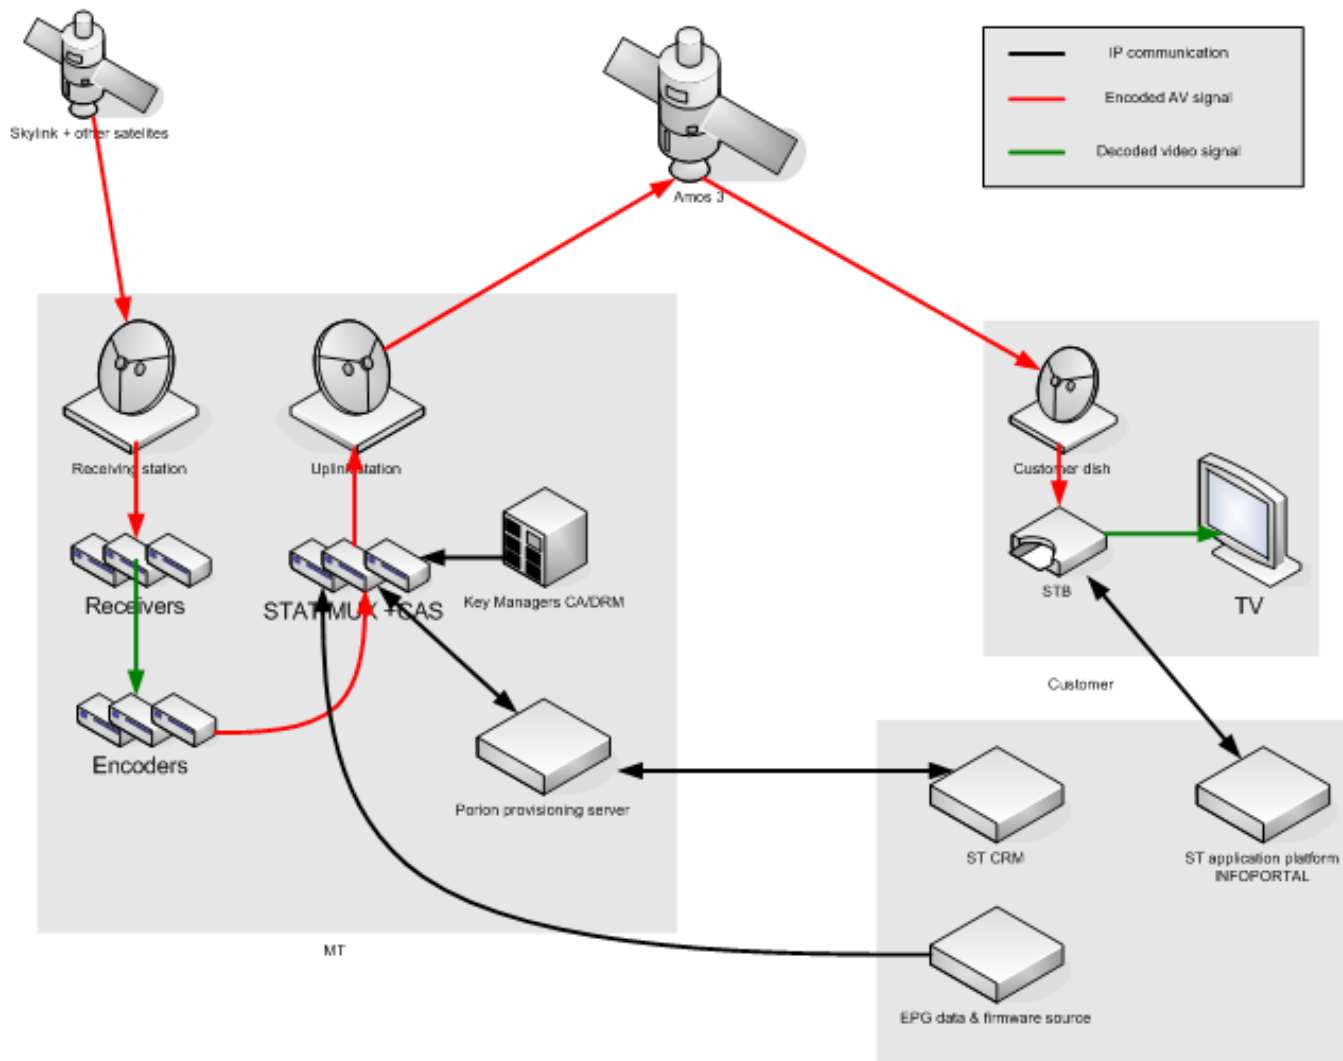 Skylink + other satelites
Amos 3
IP communication
Encoded AV signal
Decoded video signal
Receiving station
Uplink station
Customer dish
Receivers
STAT MUX +CAS
Key Managers CA/DRM
STB
TV
Customer
Encoders
Porion provisioning server
ST CRM
ST application platform
INFOPORTAL
MT
EPG data & firmware source